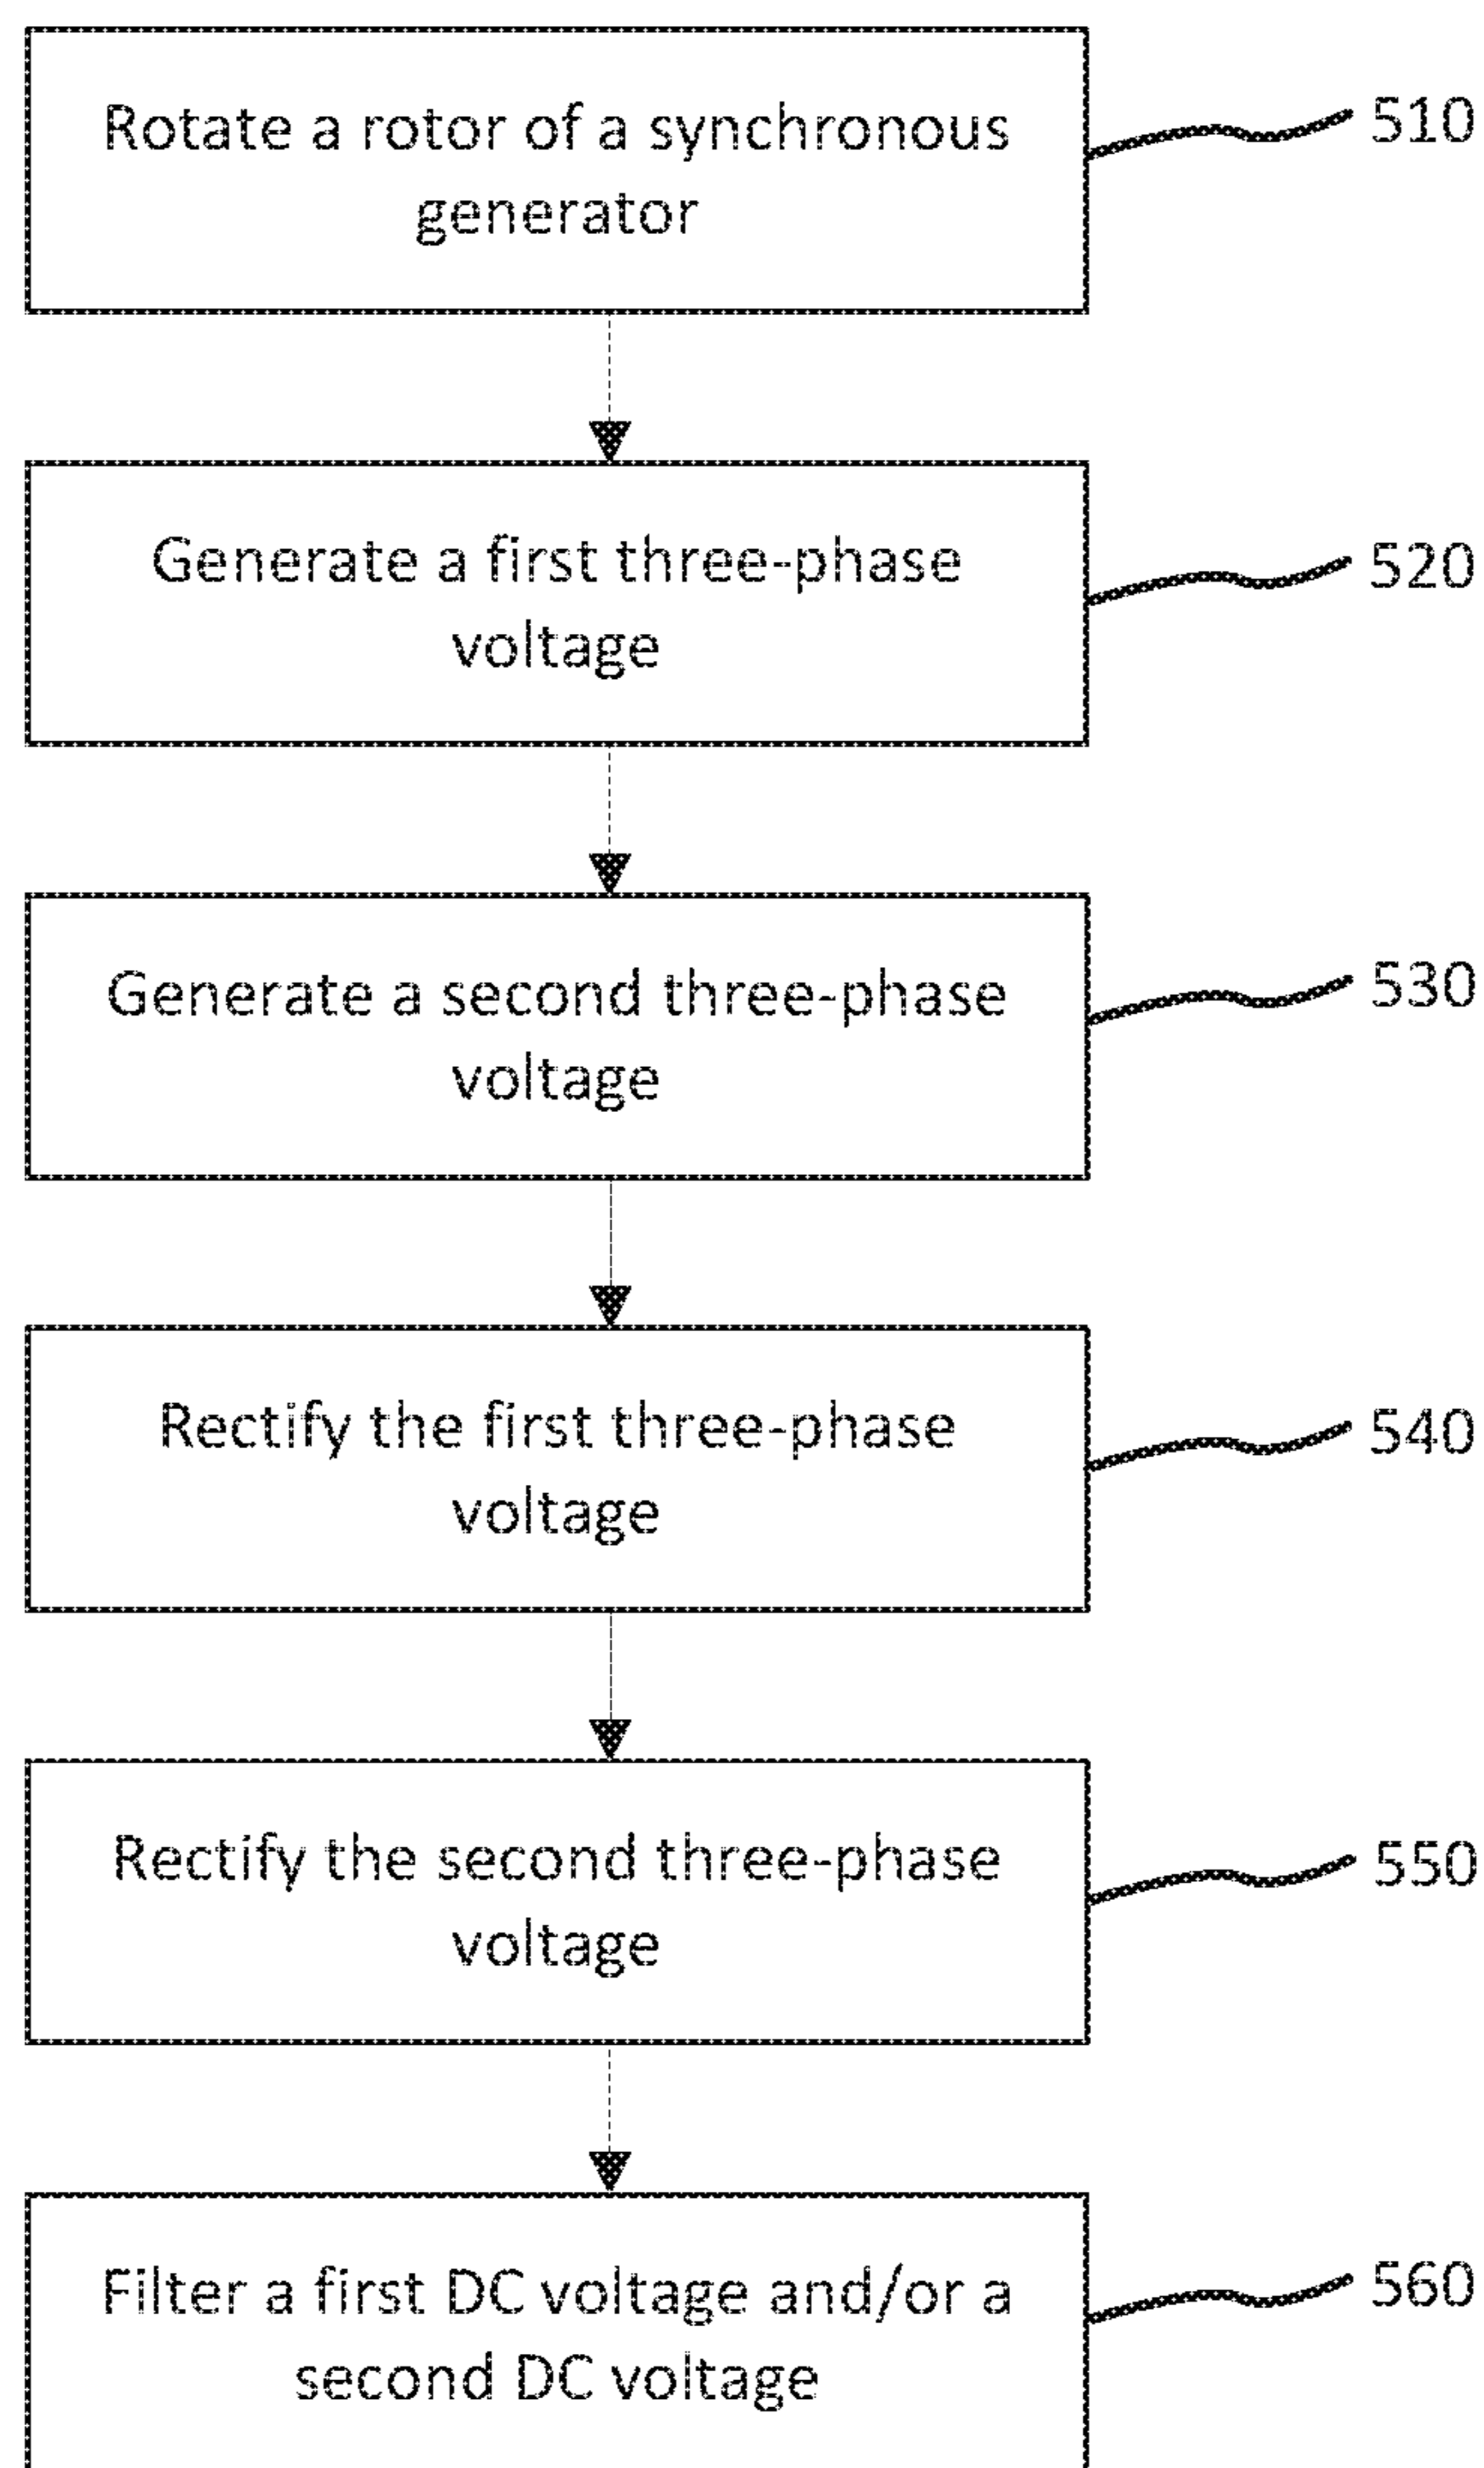 Rotate a rotor of a synchronous
generator
510
Generate a first three-phase
voltage
520
Generate a second three-phase
voltage
530
Rectify the first three-phase
voltage
540
Rectify the second three-phase
voltage
550
Filter a first DC voltage and/or a
second DC voltage
560